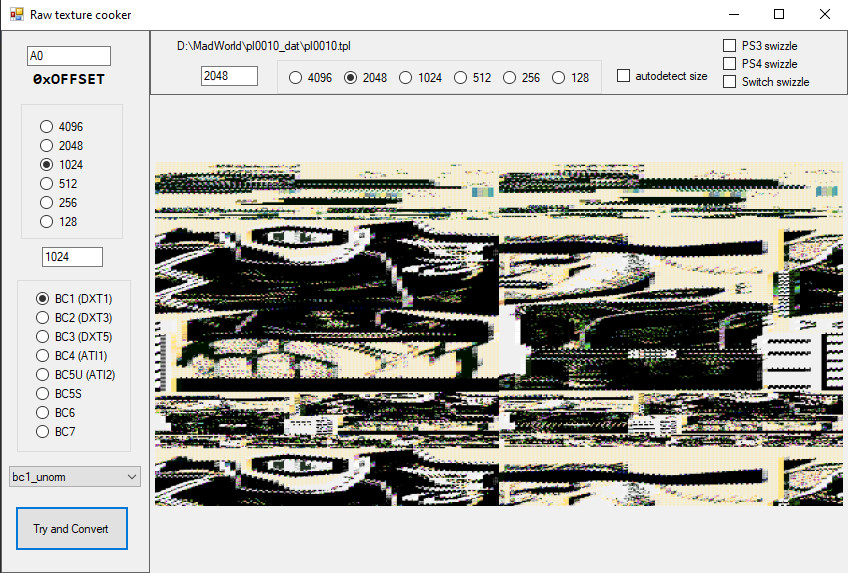 Raw texture cooker
A0
0xOFFSET
4096
2048
1024
512
256
128
1024
BC1 (DXT1)
BC2 (DXT3)
BC3 (DXT5)
BC4 (ATI1)
BC5U (ATI2)
BC5S
BC6
BC7
bc1_unorm
Try and Convert
D:\MadWorld\pl0010_dat\pl0010.tpl
2048
4096 2048 1024 512 256 128
autodetect size
PS3 swizzle
PS4 swizzle
Switch swizzle